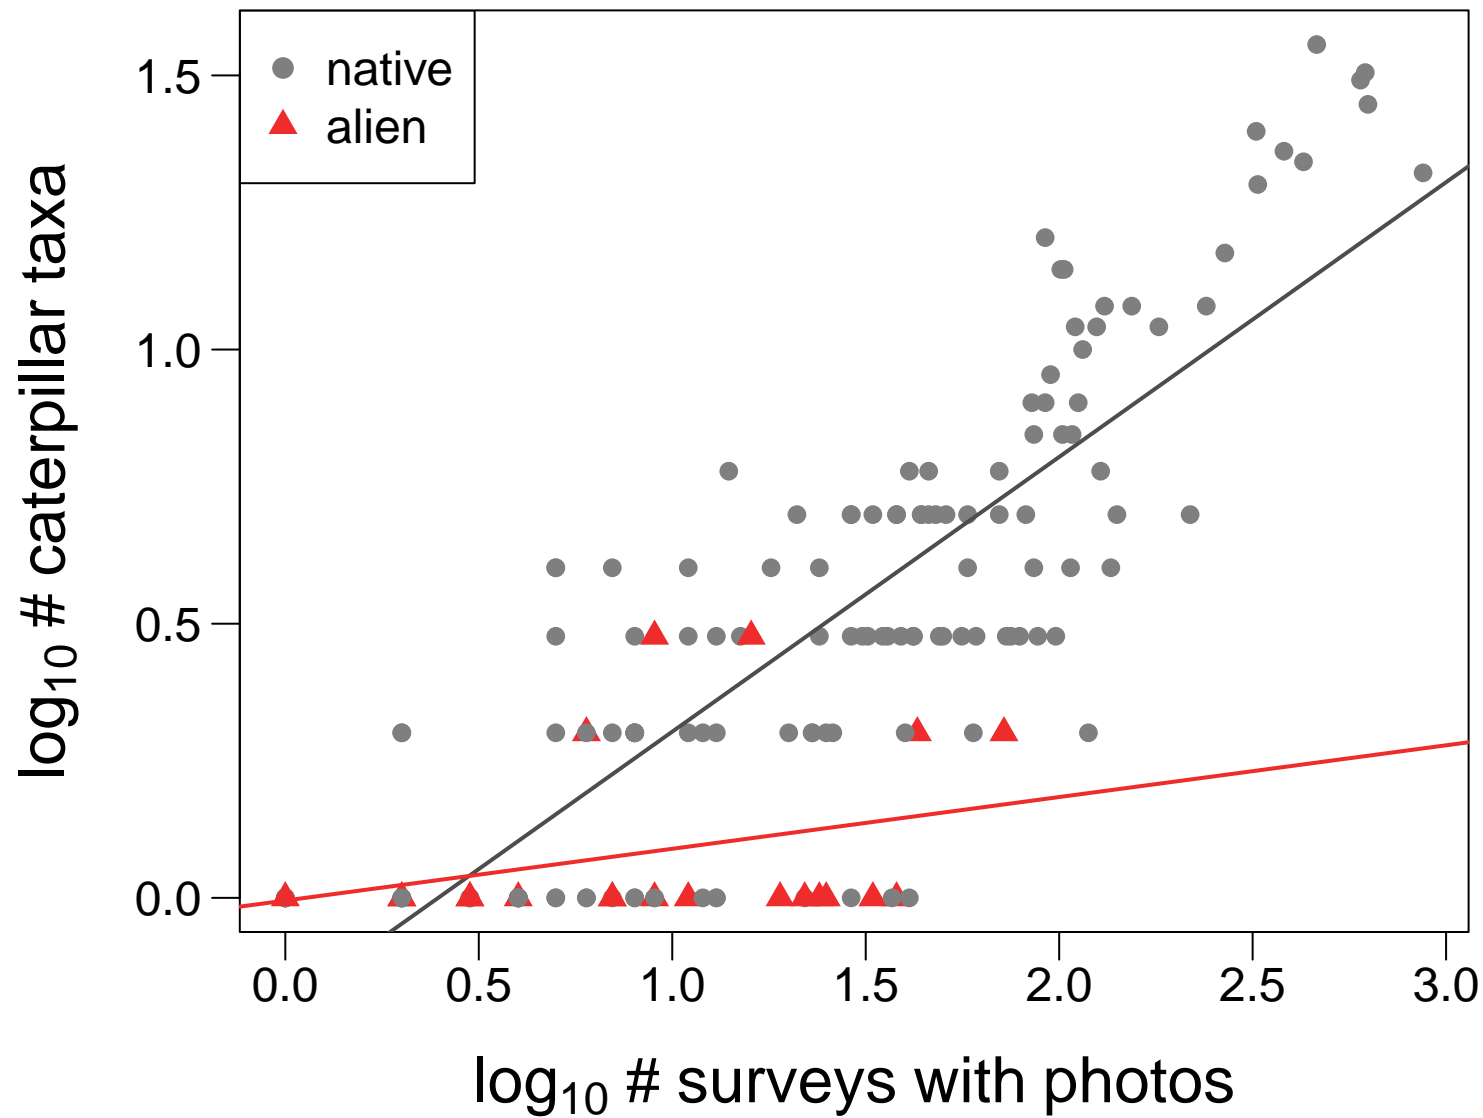 native
alien
1.5
1.0
0.5
0.0
log₁₀ # caterpillar taxa
0.0 0.5 1.0 1.5 2.0 2.5 3.0
log₁₀ # surveys with photos